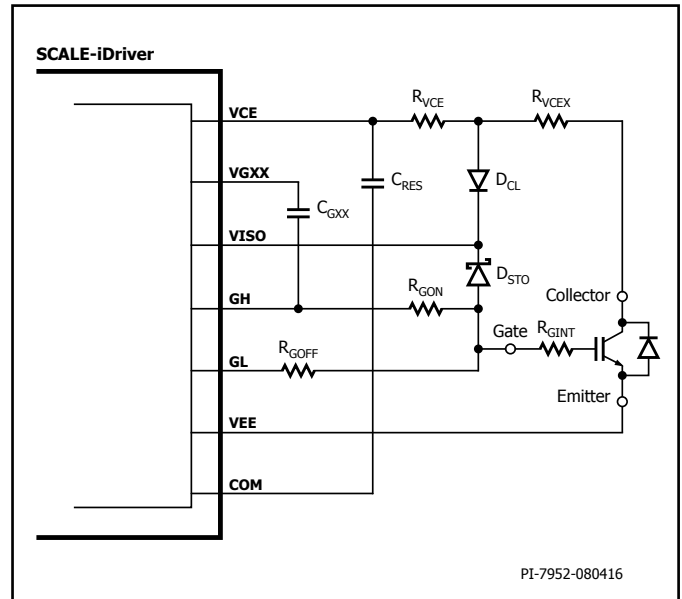 SCALE-iDriver
VCE
R_VCE
R_VCEX
VGXX
C_GXX
C_RES
D_CL
VISO
D_STO
GH
R_GON
Collector
Gate
R_GINT
GL
R_GOFF
Emitter
VEE
COM
PI-7952-080416